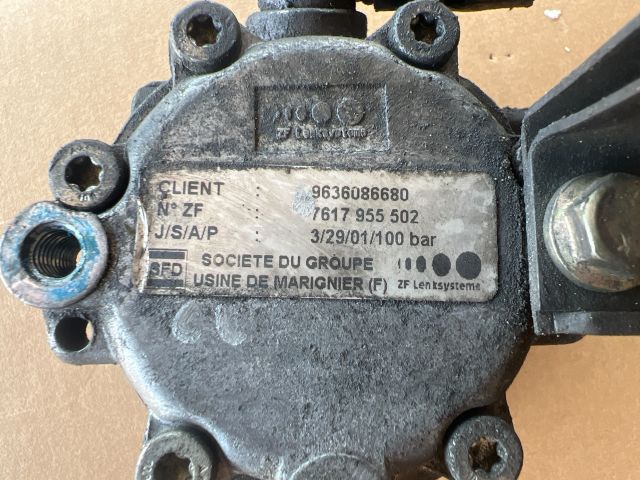 ZF Lenksysteme
CLIENT : 9636086680
N° ZF : 7617 955 502
J/S/A/P : 3/29/01/100 bar
BFD SOCIETE DU GROUPE
USINE DE MARIGNIER (F) ZF Lenksysteme